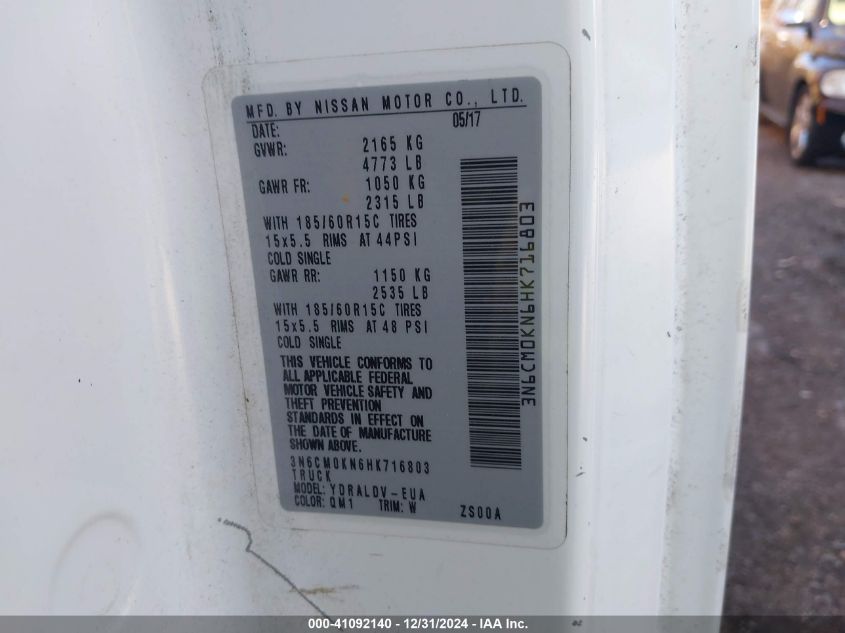 MFD. BY NISSAN MOTOR CO., LTD.
DATE: 05/17
GVWR: 2165 KG
4773 LB
GAWR FR: 1050 KG
2315 LB
WITH 185/60R15C TIRES
15x5.5 RIMS AT 44PSI
COLD SINGLE
GAWR RR: 1150 KG
2535 LB
WITH 185/60R15C TIRES
15x5.5 RIMS AT 48 PSI
COLD SINGLE
THIS VEHICLE CONFORMS TO
ALL APPLICABLE FEDERAL
MOTOR VEHICLE SAFETY AND
THEFT PREVENTION
STANDARDS IN EFFECT ON
THE DATE OF MANUFACTURE
SHOWN ABOVE.
3N6CM0KN6HK716803
TRUCK
MODEL: YDRALDV-EUA
COLOR: QM1 TRIM: W ZS00A
3N6CM0KN6HK716803
000-41092140 - 12/31/2024 - IAA Inc.